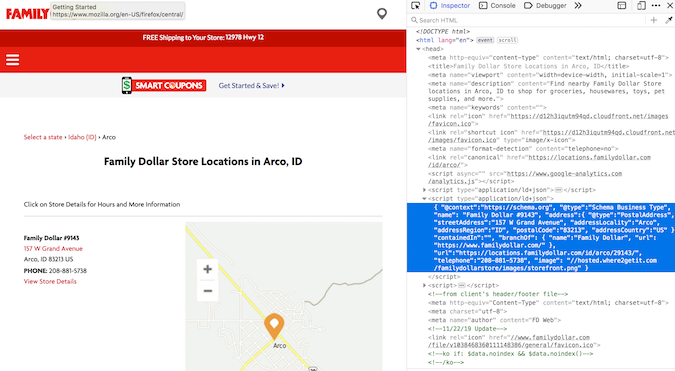 FAMILY
Getting Started
https://www.mozilla.org/en-US/firefox/central/
FREE Shipping to Your Store: 12978 Hwy 12
SMART COUPONS
Get Started & Save! ›
Select a state › Idaho (ID) › Arco
Family Dollar Store Locations in Arco, ID
Click on Store Details for Hours and More Information
Family Dollar #9143
157 W Grand Avenue
Arco, ID 83213 US
PHONE: 208-881-5738
View Store Details
+
−
Arco
Inspector
Console
Debugger
Search HTML
<!DOCTYPE html>
<html lang="en"> event scroll
<head>
<meta http-equiv="Content-Type" content="text/html; charset=utf-8">
<title>Family Dollar Store Locations in Arco, ID</title>
<meta name="viewport" content="width=device-width, initial-scale=1">
<meta name="description" content="Find nearby Family Dollar Store
locations in Arco, ID to shop for groceries, housewares, toys, pet
supplies, and more.">
<meta name="keywords" content="">
<link rel="icon" href="https://d12h3iqutm94qd.cloudfront.net/images
/favicon.ico">
<link rel="shortcut icon" href="https://d12h3iqutm94qd.cloudfront.net
/images/favicon.ico" type="image/x-icon">
<meta name="format-detection" content="telephone=no">
<link rel="canonical" href="https://locations.familydollar.com
/id/arco/">
<script async="" src="https://www.google-analytics.com
/analytics.js"></script>
<script type="application/ld+json"></script>
<script type="application/ld+json">
{ "@context":"https://schema.org", "@type":"Schema Business Type",
"name": "Family Dollar #9143", "address":{ "@type":"PostalAddress",
"streetAddress":"157 W Grand Avenue", "addressLocality":"Arco",
"addressRegion":"ID", "postalCode":"83213", "addressCountry":"US" },
"containedIn":"", "branchOf": { "name":"Family Dollar", "url":
"https://www.familydollar.com/" },
"url":"https://locations.familydollar.com/id/arco/29143/",
"telephone":"208-881-5738", "image": "//hosted.where2getit.com
/familydollarstore/images/storefront.png" }
</script>
<script></script>
<!--from client's header/footer file-->
<meta http-equiv="Content-Type" content="text/html; charset=utf-8">
<meta charset="utf-8">
<meta name="author" content="FD Web">
<!--11/22/19 Update-->
<link rel="icon" href="//www.familydollar.com
/file/v1038468360111148386/general/favicon.ico">
<!--ko if: $data.noindex && $data.noindex()-->
<!--/ko-->